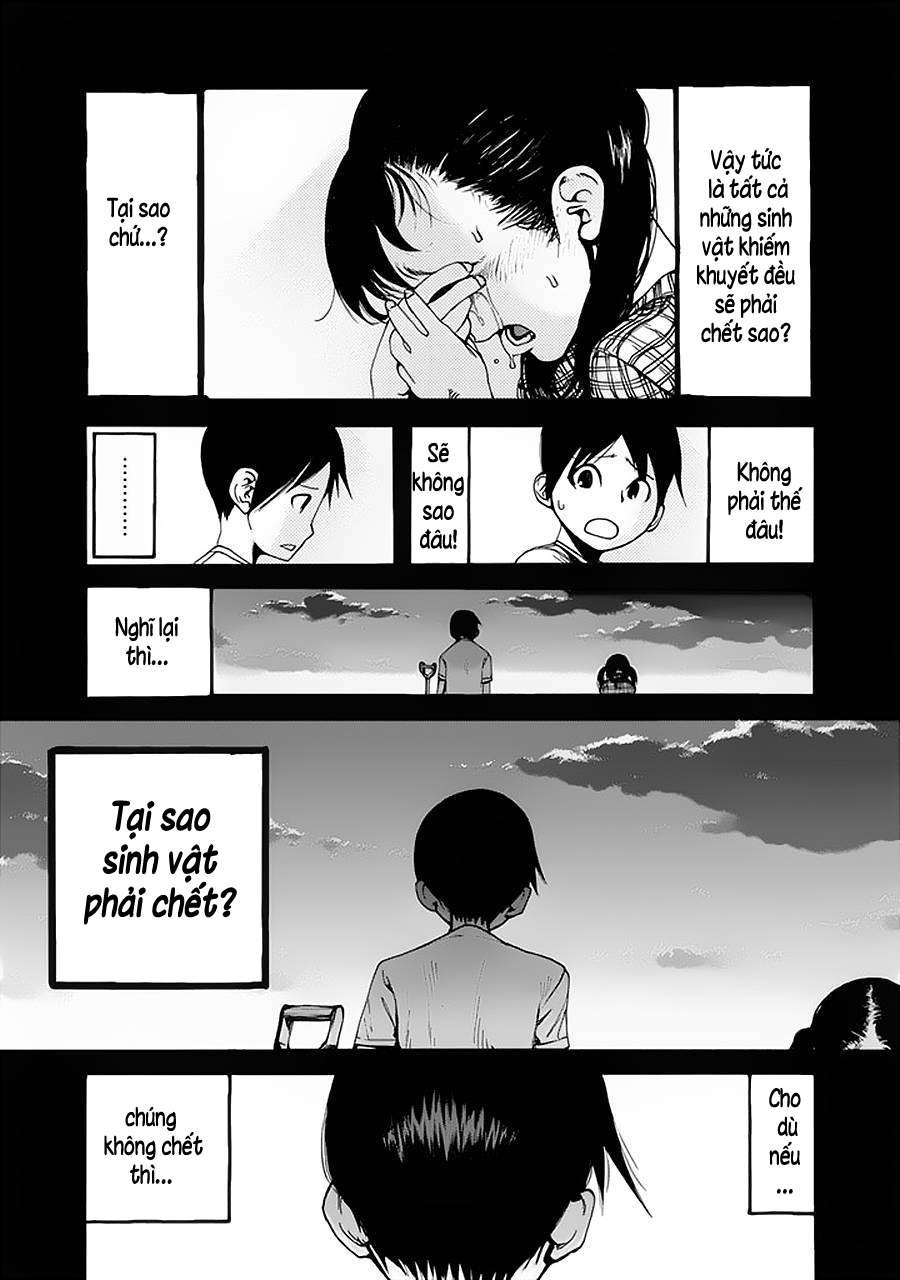 Vậy tức
là tất cả
những sinh
vật khiếm
khuyết đều
sẽ phải
chết sao?
Tại sao
chứ...?
Không
phải thế
đâu!
Sẽ
không
sao
đâu!
.........
Nghĩ lại
thì...
Tại sao
sinh vật
phải chết?
Cho
dù
nếu
...
chúng
không chết
thì...